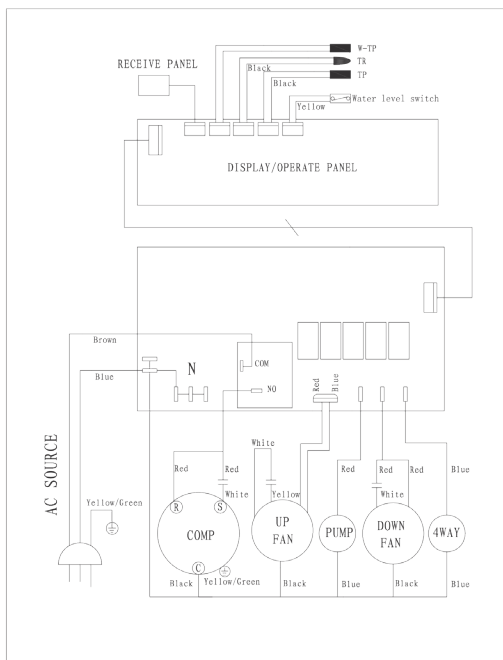 W-TP
RECEIVE PANEL
TR
Black
TP
Black
Water level switch
Yellow
DISPLAY/OPERATE PANEL
Brown
COM
Blue
N
NO
Red
Blue
AC SOURCE
Yellow/Green
Red
Red
White
White
Yellow
Red
Red
Red
White
Blue
R
S
COMP
C
UP
FAN
PUMP
DOWN
FAN
4WAY
Black
Yellow/Green
Black
Blue
Black
Blue